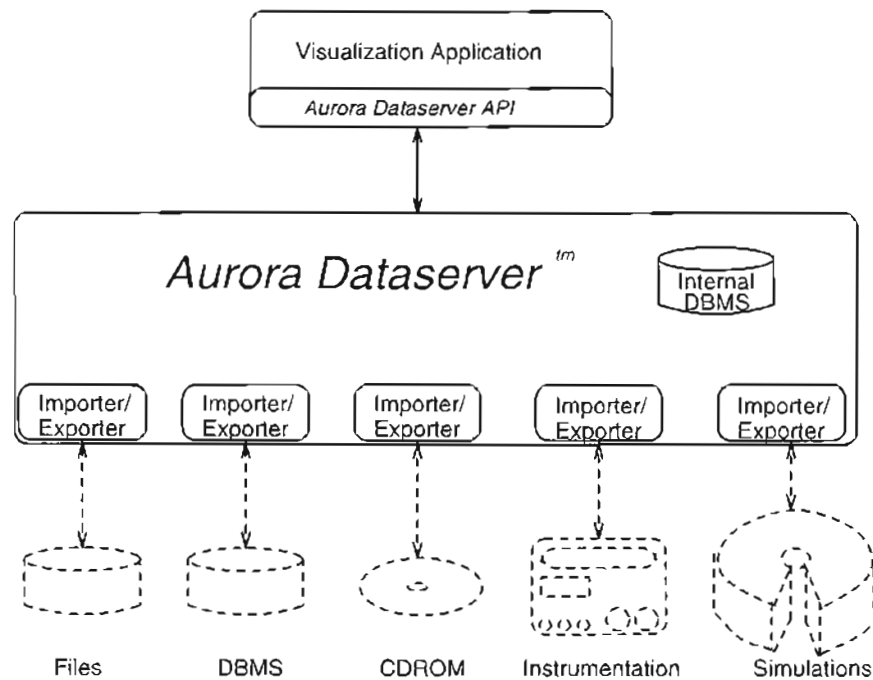 Visualization Application
Aurora Dataserver API
Aurora Dataserver tm
Internal
DBMS
Importer/ Importer/ Importer/ Importer/ Importer/
Exporter Exporter Exporter Exporter Exporter
Files DBMS CDROM Instrumentation Simulations